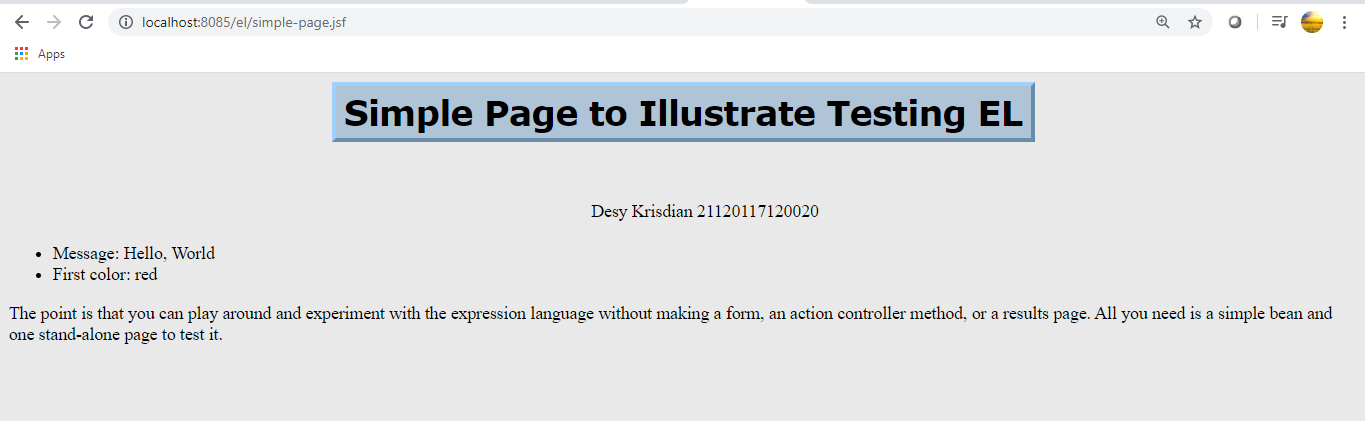 localhost:8085/el/simple-page.jsf
Apps
Simple Page to Illustrate Testing EL
Desy Krisdian 21120117120020
Message: Hello, World
First color: red
The point is that you can play around and experiment with the expression language without making a form, an action controller method, or a results page. All you need is a simple bean and
one stand-alone page to test it.